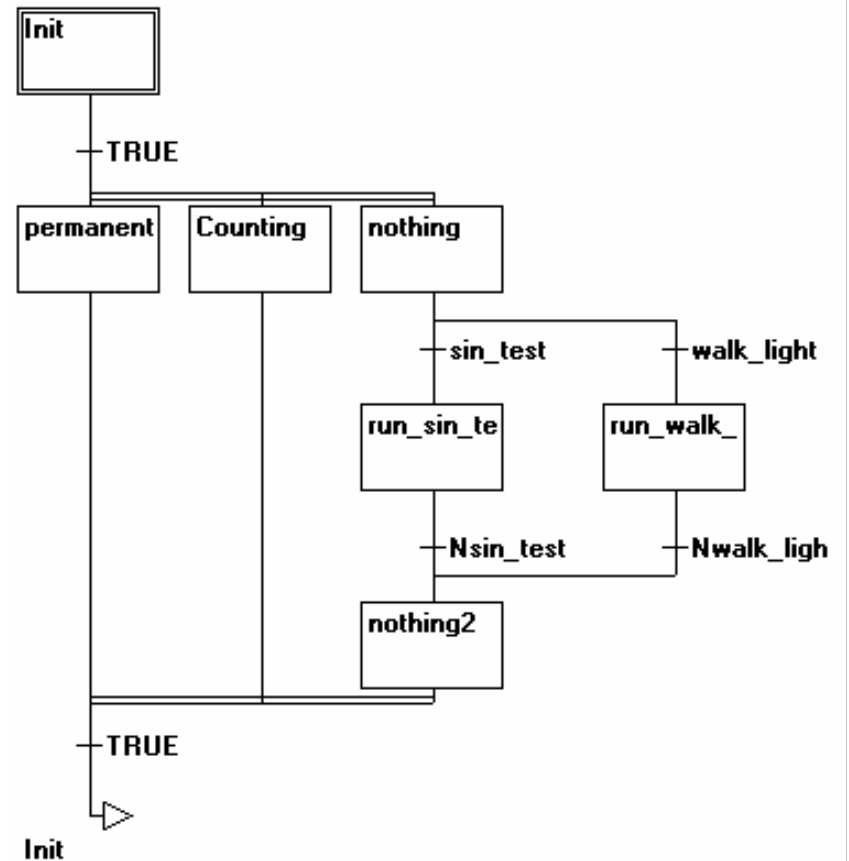 Init
TRUE
permanent
Counting
nothing
sin_test
walk_light
run_sin_te
run_walk_
Nsin_test
Nwalk_ligh
nothing2
TRUE
Init